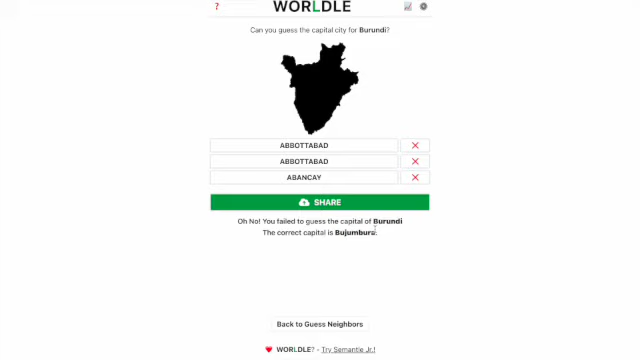 ?
WORLDLE
Can you guess the capital city for Burundi?
ABBOTTABAD
ABBOTTABAD
ABANCAY
SHARE
Oh No! You failed to guess the capital of Burundi
The correct capital is Bujumbura.
Back to Guess Neighbors
WORLDLE? - Try Semantle Jr.!